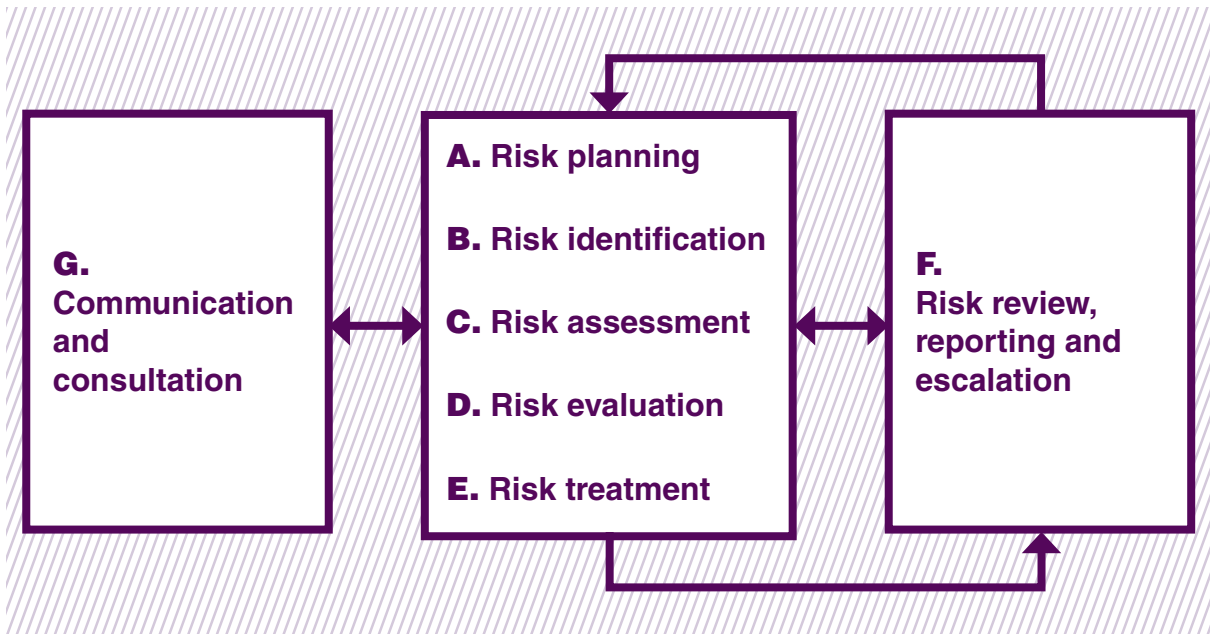 G.
Communication
and
consultation
A. Risk planning
B. Risk identification
C. Risk assessment
D. Risk evaluation
E. Risk treatment
F.
Risk review,
reporting and
escalation